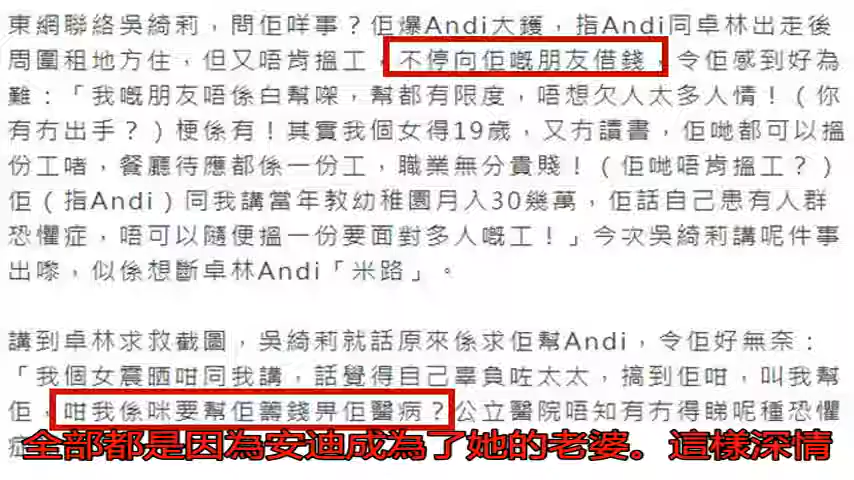 東網聯絡吳綺莉，問佢咩事？佢爆Andi大鑊，指Andi同卓林出走後
周圍租地方住，但又唔肯搵工，不停向佢嘅朋友借錢，令佢感到好為
難：「我嘅朋友唔係白幫㗎，幫都有限度，唔想欠人太多人情！（你
有冇出手？）梗係有！其實我個女得19歲，又冇讀書，佢哋都可以搵
份工啫，餐廳待應都係一份工，職業無分貴賤！（佢哋唔肯搵工？）
佢（指Andi）同我講當年教幼稚園月入30幾萬，佢話自己患有人群
恐懼症，唔可以隨便搵一份要面對多人嘅工！」今次吳綺莉講呢件事
出嚟，似係想斷卓林Andi「米路」。
講到卓林求救截圖，吳綺莉就話原來係求佢幫Andi，令佢好無奈：
「我個女震晒咁同我講，話覺得自己辜負咗太太，搞到佢咁，叫我幫
佢，咁我係咪要幫佢籌錢畀佢醫病？公立醫院唔知有冇得睇呢種恐懼
症
全部都是因為安迪成為了她的老婆。這樣深情